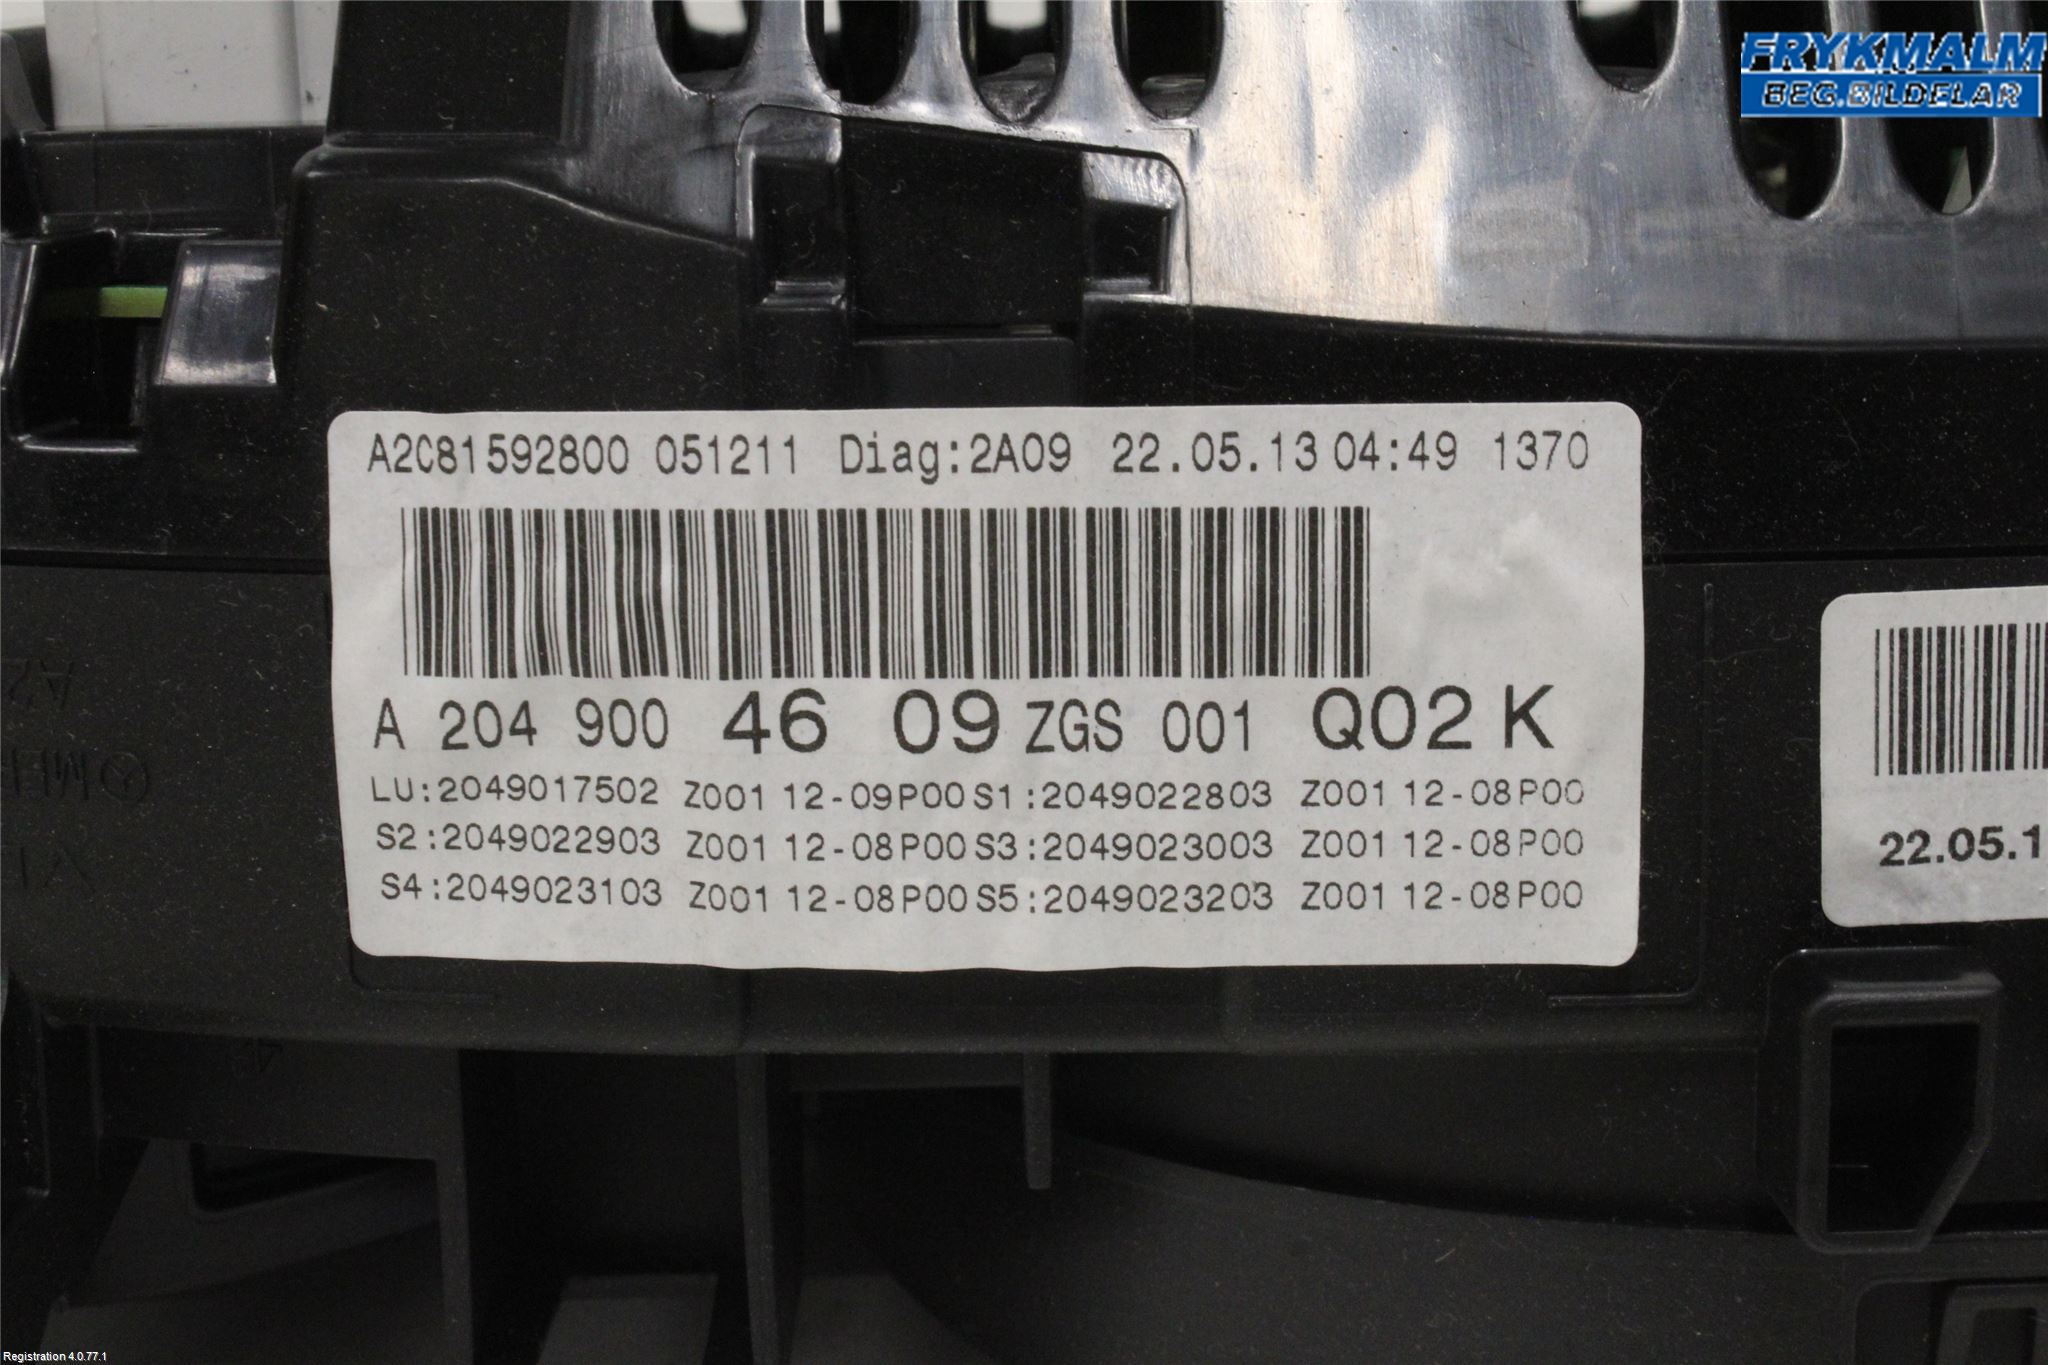 FRYKMALM
BEG.BILDELAR
A2C81592800 051211 Diag:2A09 22.05.13 04:49 1370
A 204 900 46 09 ZGS 001 Q02 K
LU:2049017502 Z001 12-09P00 S1:2049022803 Z001 12-08P00
S2:2049022903 Z001 12-08P00 S3:2049023003 Z001 12-08P00
S4:2049023103 Z001 12-08P00 S5:2049023203 Z001 12-08P00
22.05.1
Registration 4.0.77.1